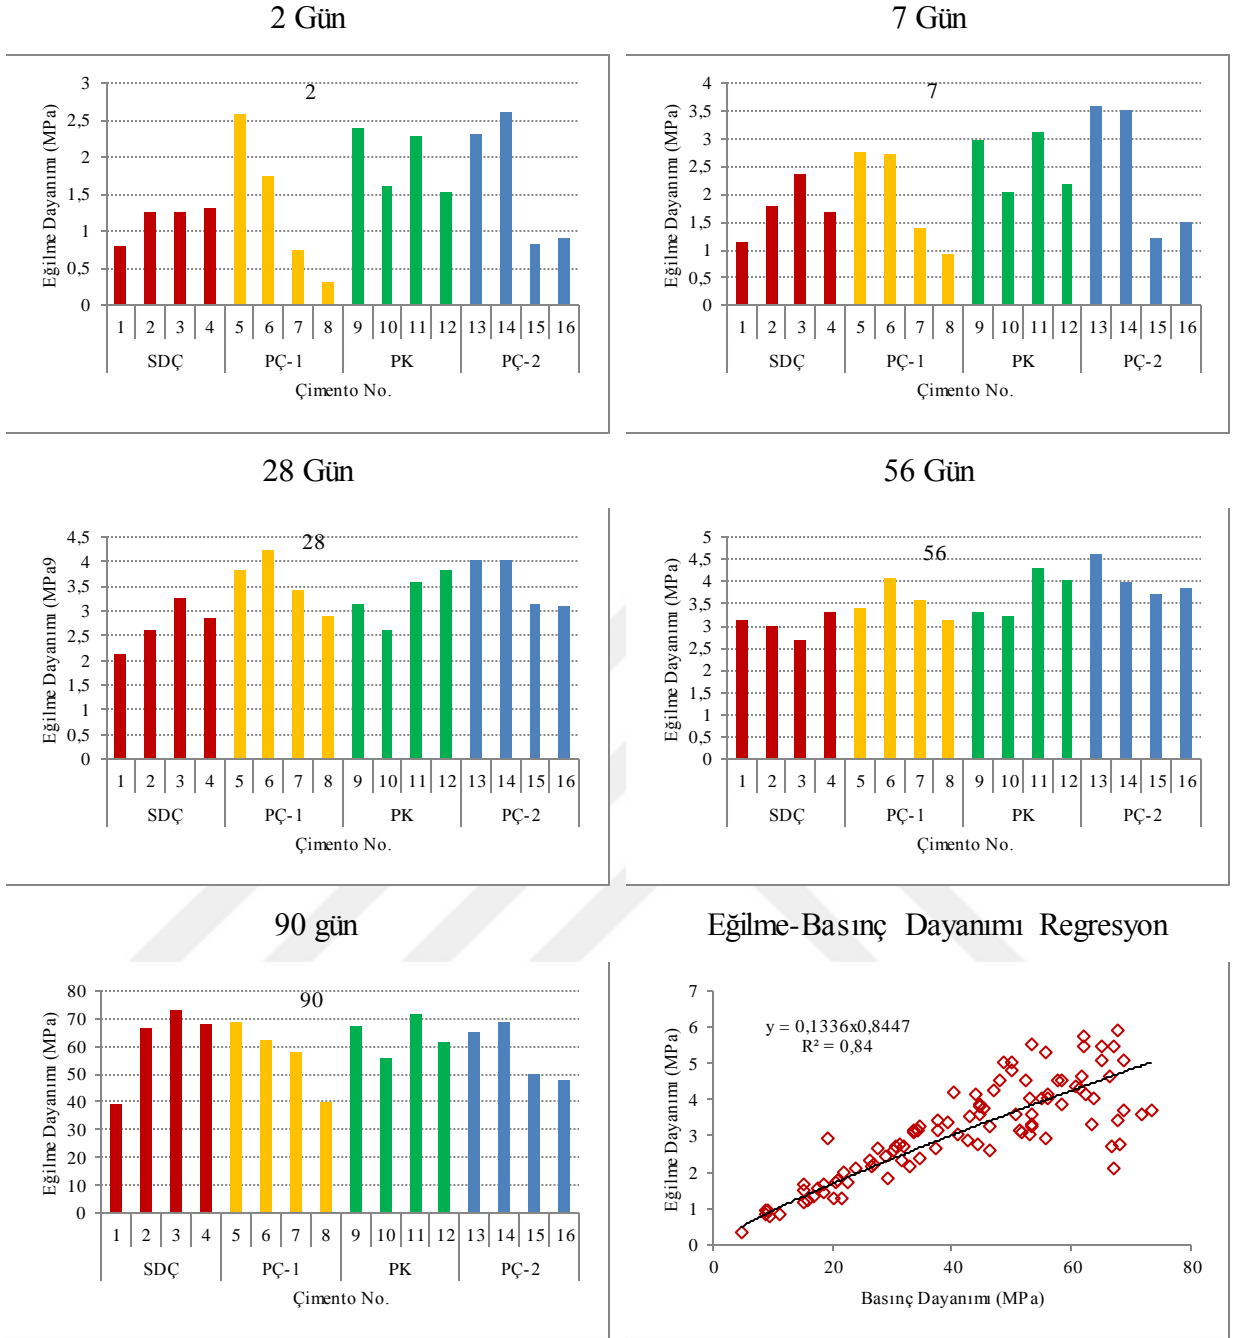 2 Gün
2
Eğilme Dayanımı (MPa)
3
2,5
2
1,5
1
0,5
0
1 2 3 4 5 6 7 8 9 10 11 12 13 14 15 16
SDÇ PÇ-1 PK PÇ-2
Çimento No.
7 Gün
7
Eğilme Dayanımı (MPa)
4
3,5
3
2,5
2
1,5
1
0,5
0
1 2 3 4 5 6 7 8 9 10 11 12 13 14 15 16
SDÇ PÇ-1 PK PÇ-2
Çimento No.
28 Gün
28
Eğilme Dayanımı (MPa9
4,5
4
3,5
3
2,5
2
1,5
1
0,5
0
1 2 3 4 5 6 7 8 9 10 11 12 13 14 15 16
SDÇ PÇ-1 PK PÇ-2
Çimento No.
56 Gün
56
Eğilme Dayanımı (MPa)
5
4,5
4
3,5
3
2,5
2
1,5
1
0,5
0
1 2 3 4 5 6 7 8 9 10 11 12 13 14 15 16
SDÇ PÇ-1 PK PÇ-2
Çimento No.
90 gün
90
Eğilme Dayanımı (MPa)
80
70
60
50
40
30
20
10
0
1 2 3 4 5 6 7 8 9 10 11 12 13 14 15 16
SDÇ PÇ-1 PK PÇ-2
Çimento No.
Eğilme-Basınç Dayanımı Regresyon
y = 0,1336x0,8447
R² = 0,84
Eğilme Dayanımı (MPa)
7
6
5
4
3
2
1
0
0 20 40 60 80
Basınç Dayanımı (MPa)